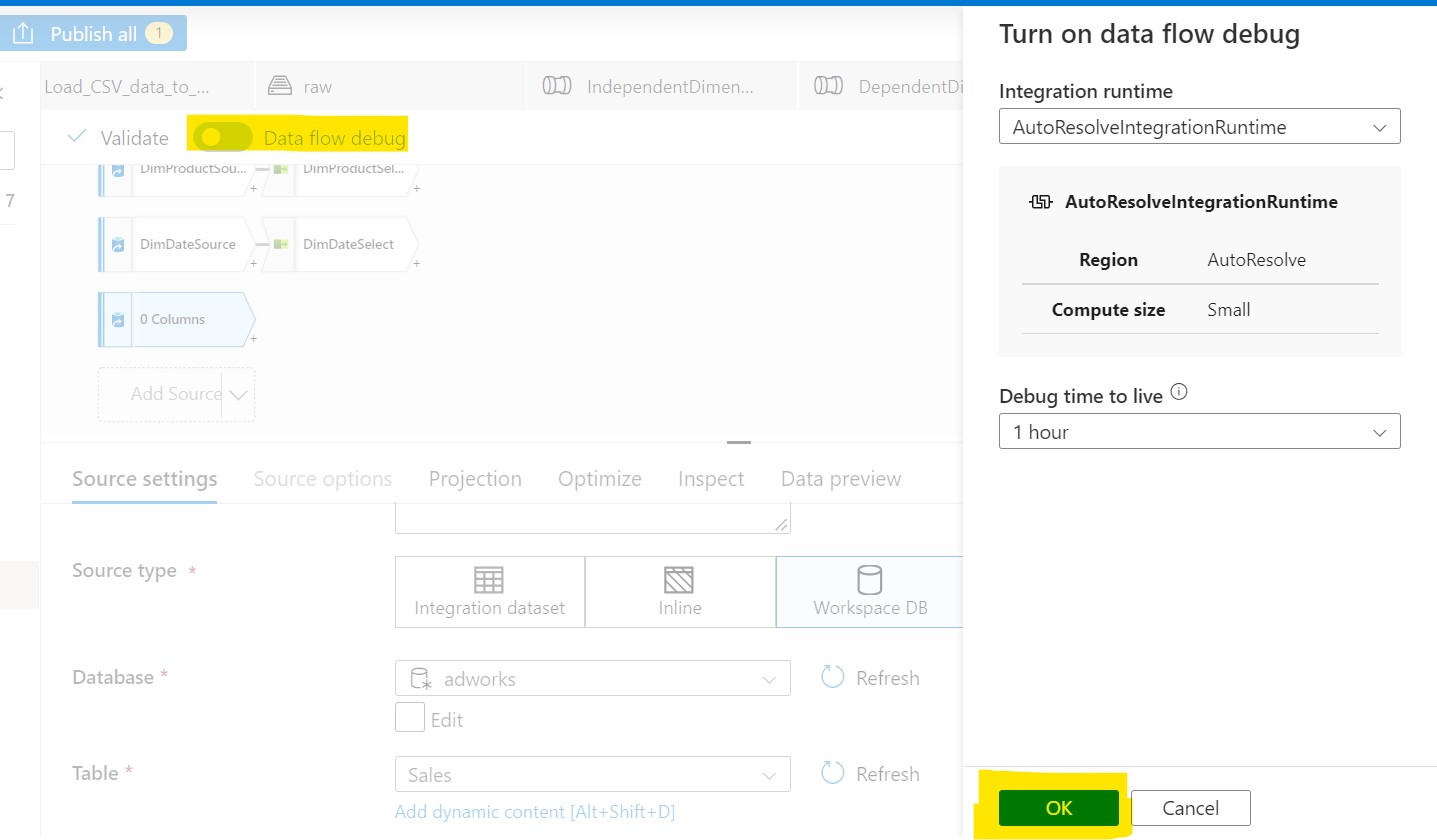 Publish all 1
Turn on data flow debug
Load_CSV_data_to_...
raw
IndependentDimen...
DependentDi
Validate
Data flow debug
DimProductSou...
+
DimProductSel...
+
7
DimDateSource
+
DimDateSelect
+
0 Columns
+
Add Source
Source settings
Source options
Projection
Optimize
Inspect
Data preview
Source type *
Integration dataset
Inline
Workspace DB
Database *
adworks
Refresh
Edit
Table *
Sales
Refresh
Add dynamic content [Alt+Shift+D]
Integration runtime
AutoResolveIntegrationRuntime
AutoResolveIntegrationRuntime
Region AutoResolve
Compute size Small
Debug time to live
1 hour
OK
Cancel